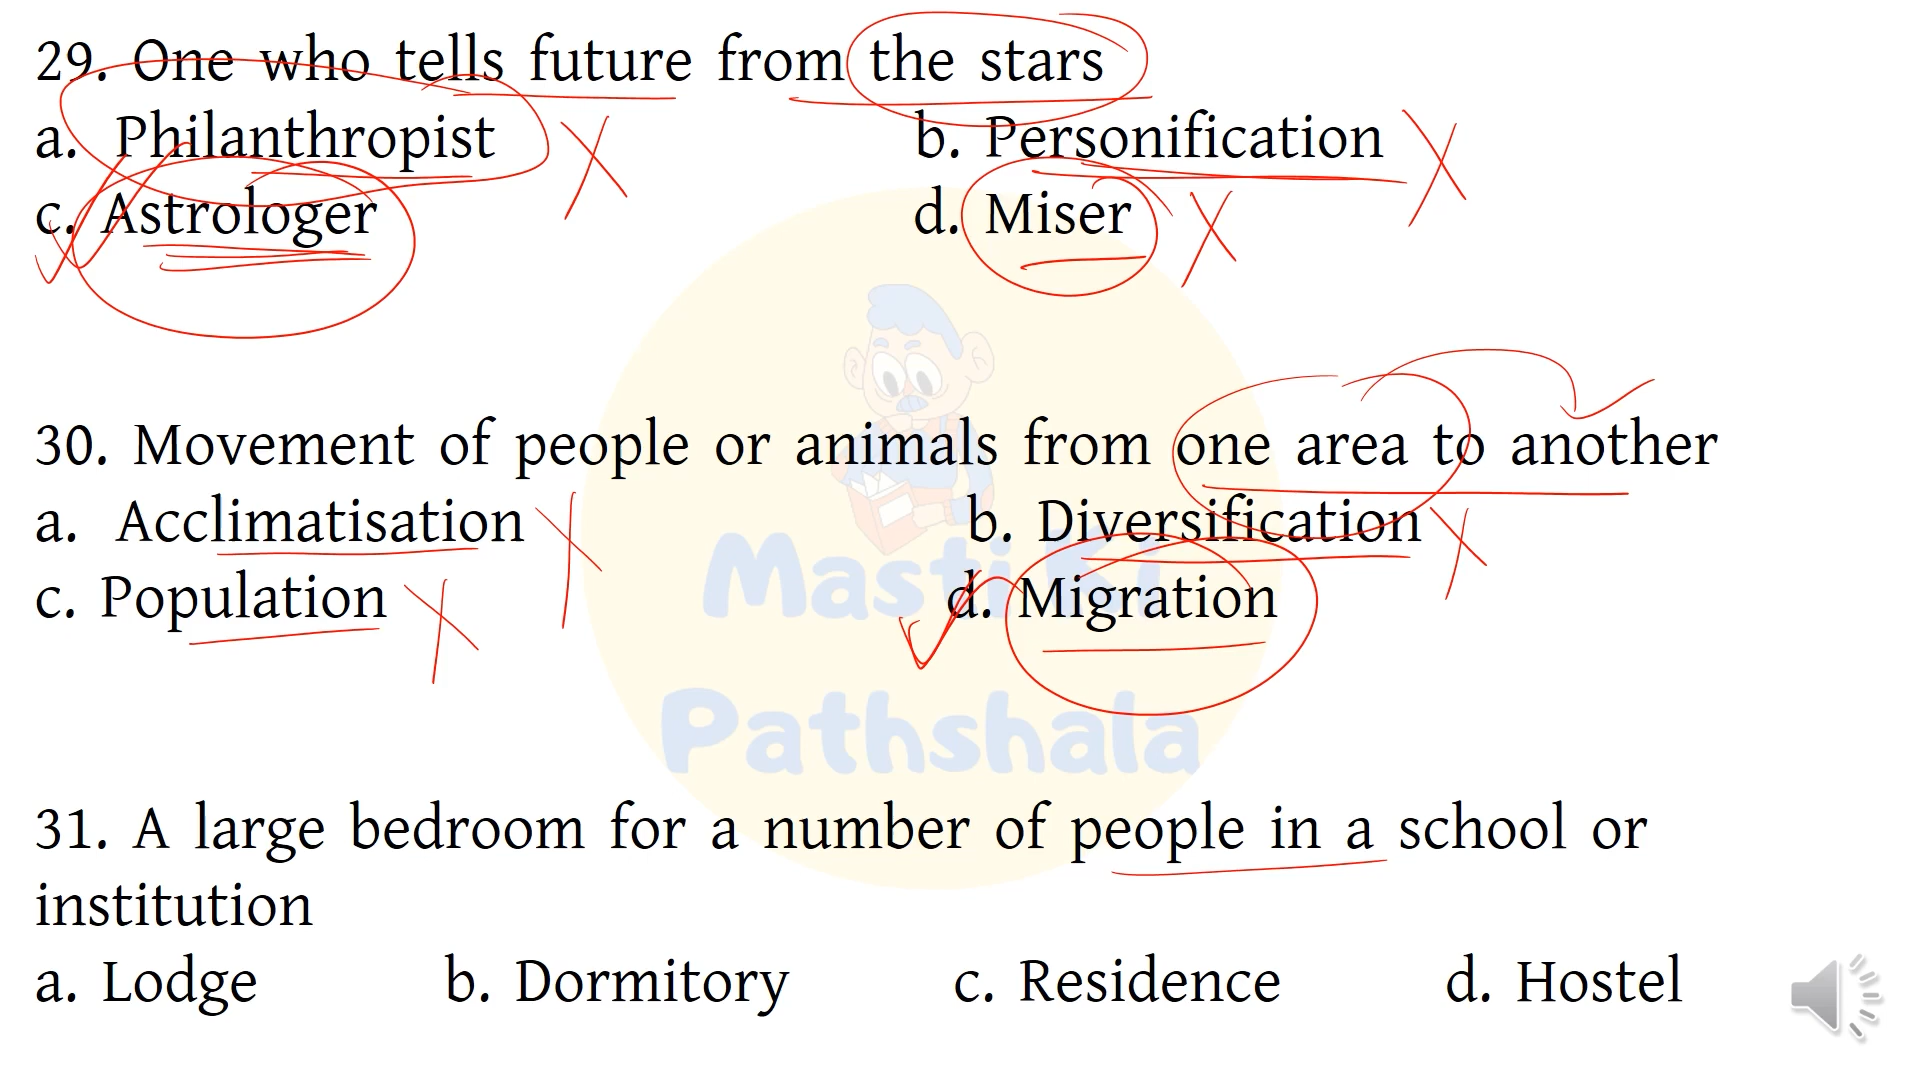 29. One who tells future from the stars
a. Philanthropist b. Personification
c. Astrologer d. Miser
30. Movement of people or animals from one area to another
a. Acclimatisation b. Diversification
c. Population d. Migration
31. A large bedroom for a number of people in a school or
institution
a. Lodge b. Dormitory c. Residence d. Hostel
Masti Ki
Pathshala